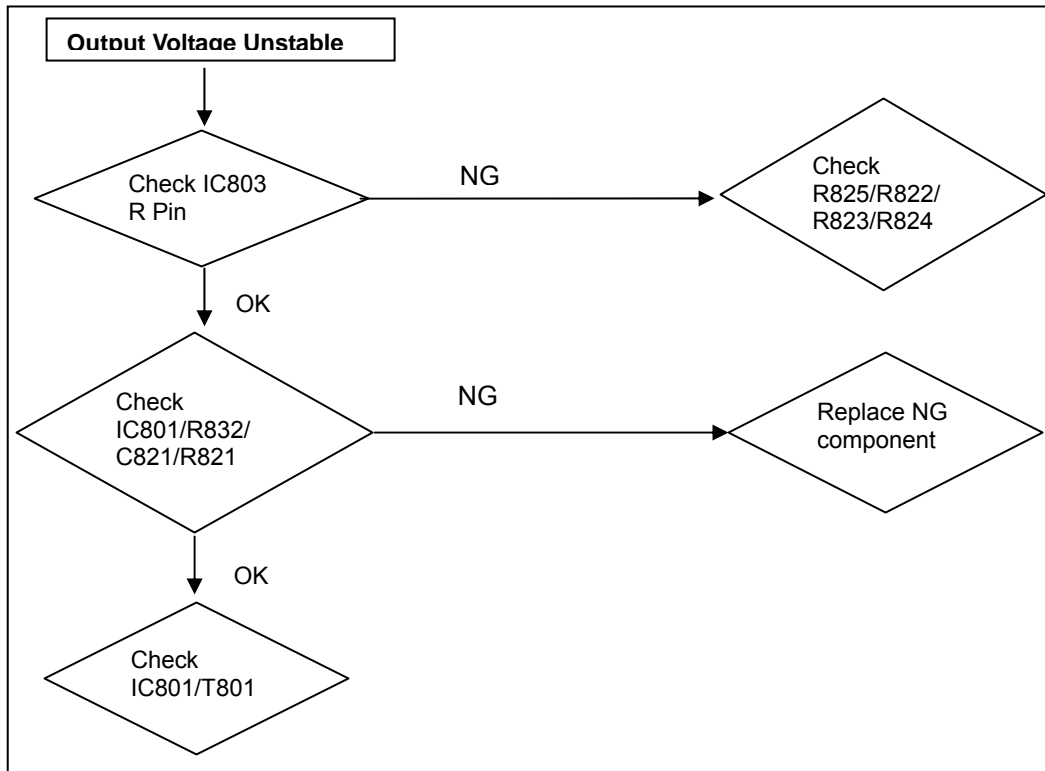 Output Voltage Unstable
Check IC803
R Pin
NG
Check
R825/R822/
R823/R824
OK
Check
IC801/R832/
C821/R821
NG
Replace NG
component
OK
Check
IC801/T801